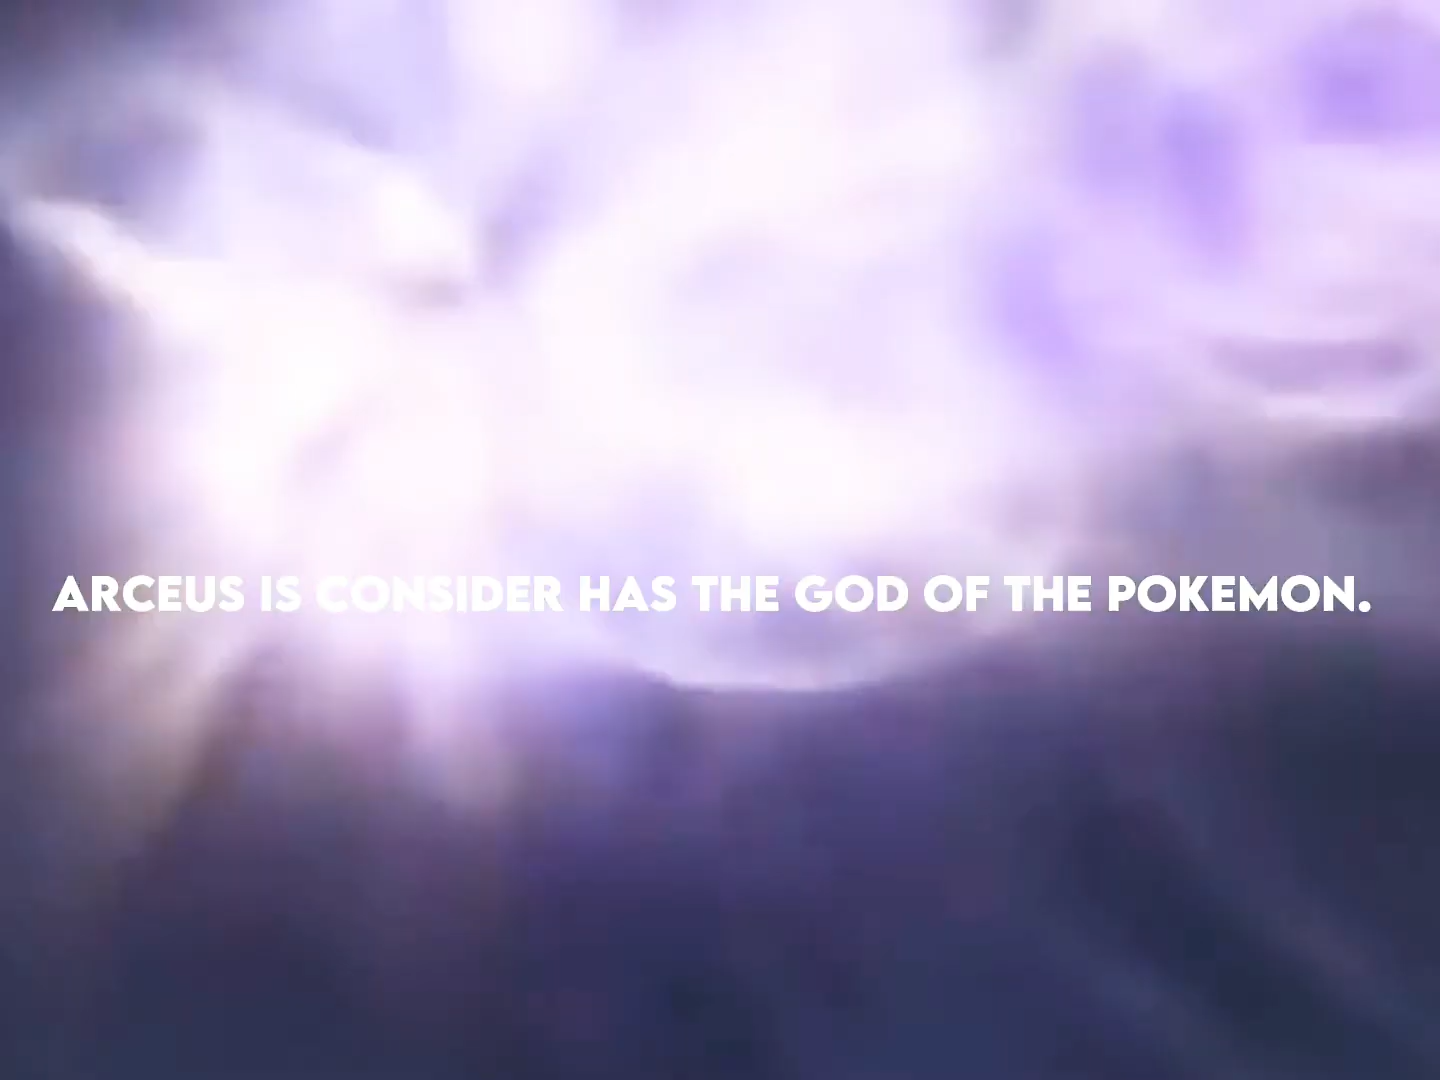 ARCEUS IS CONSIDER HAS THE GOD OF THE POKEMON.